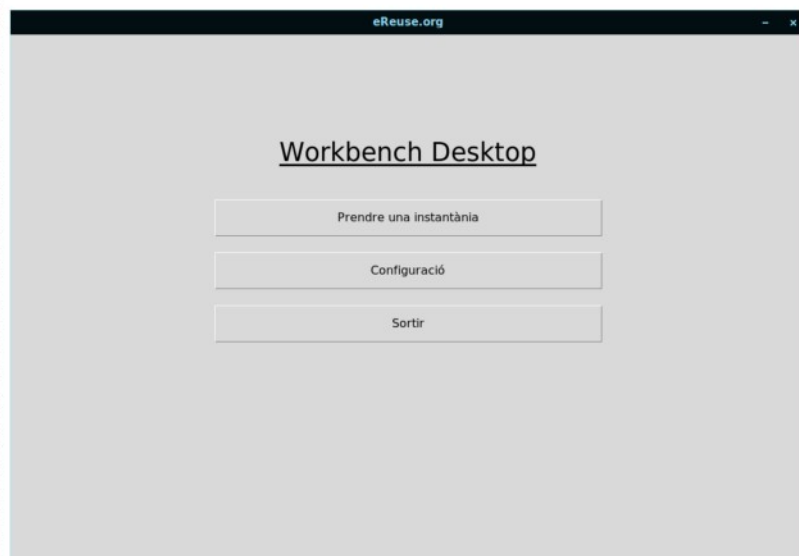 eReuse.org
Workbench Desktop
Prendre una instantània
Configuració
Sortir